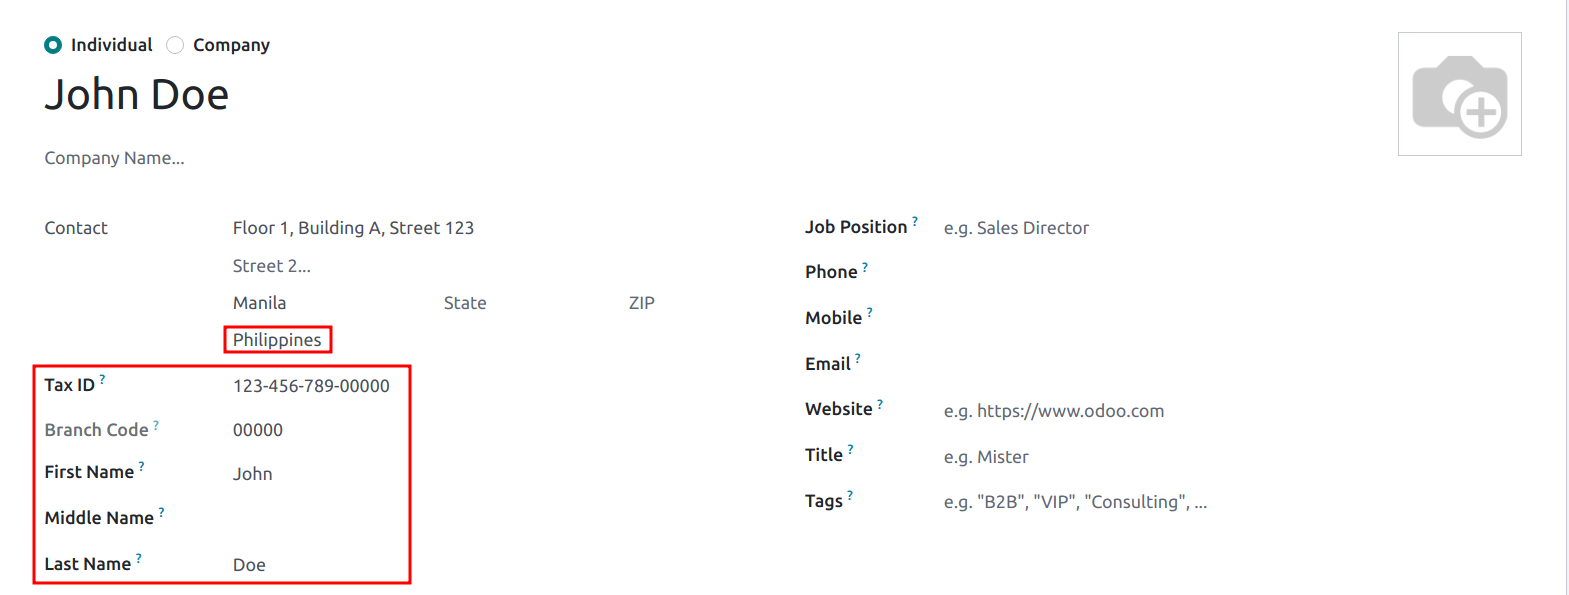 Individual Company
John Doe
Company Name...
Contact Floor 1, Building A, Street 123
Street 2...
Manila State ZIP
Philippines
Tax ID ? 123-456-789-00000
Branch Code ? 00000
First Name ? John
Middle Name ?
Last Name ? Doe
Job Position ? e.g. Sales Director
Phone ?
Mobile ?
Email ?
Website ? e.g. https://www.odoo.com
Title ? e.g. Mister
Tags ? e.g. "B2B", "VIP", "Consulting", ...